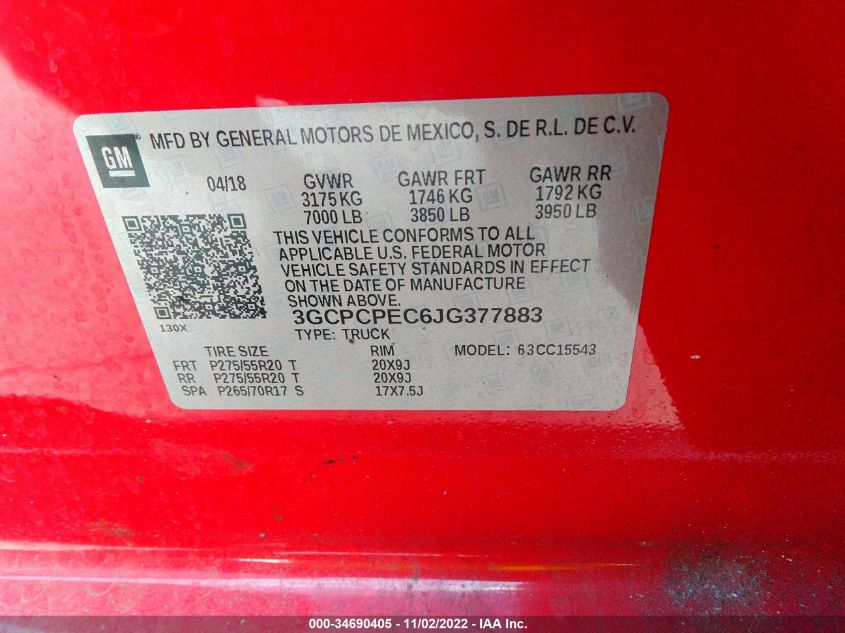 GM
MFD BY GENERAL MOTORS DE MEXICO, S. DE R.L. DE C.V.
04/18 GVWR GAWR FRT GAWR RR
3175 KG 1746 KG 1792 KG
7000 LB 3850 LB 3950 LB
THIS VEHICLE CONFORMS TO ALL
APPLICABLE U.S. FEDERAL MOTOR
VEHICLE SAFETY STANDARDS IN EFFECT
ON THE DATE OF MANUFACTURE
SHOWN ABOVE.
130X
3GCPCPEC6JG377883
TYPE: TRUCK
TIRE SIZE RIM MODEL: 63CC15543
FRT P275/55R20 T 20X9J
RR P275/55R20 T 20X9J
SPA P265/70R17 S 17X7.5J
000-34690405 - 11/02/2022 - IAA Inc.